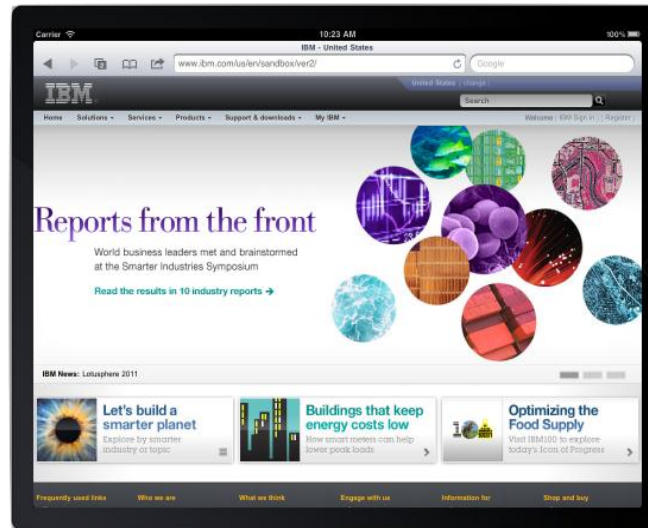 Carrier 10:23 AM 100%
IBM - United States
www.ibm.com/us/en/sandbox/ver2/ Google
United States | change |
IBM
Search
Home Solutions Services Products Support & downloads My IBM Welcome | IBM Sign in | Register |
Reports from the front
World business leaders met and brainstormed
at the Smarter Industries Symposium
Read the results in 10 industry reports →
IBM News: Lotusphere 2011
Let's build a
smarter planet
Explore by smarter
industry or topic
Buildings that keep
energy costs low
How smart meters can help
lower peak loads
Optimizing the
Food Supply
Visit IBM100 to explore
today's Icon of Progress
Frequently used links Who we are What we think Engage with us Information for Shop and buy